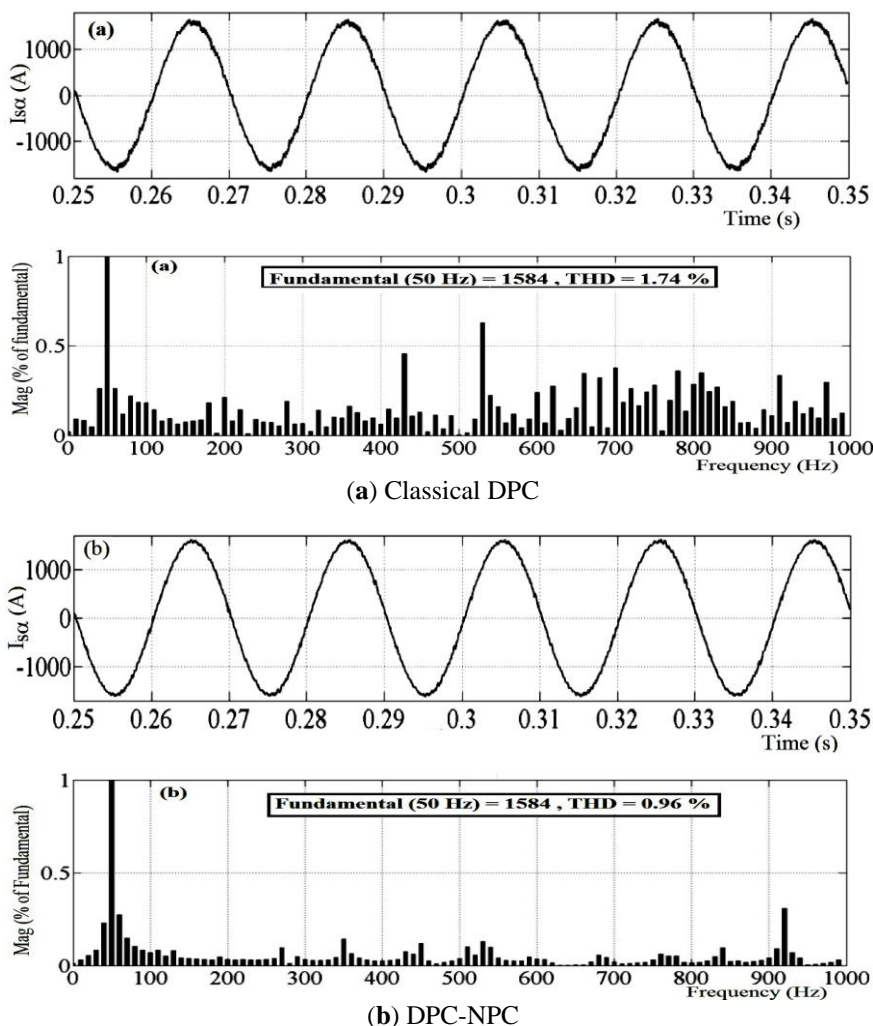 (a)
Isα (A)
1000
0
-1000
0.25 0.26 0.27 0.28 0.29 0.3 0.31 0.32 0.33 0.34 0.35
Time (s)
(a)
Fundamental (50 Hz) = 1584 , THD = 1.74 %
Mag (% of fundamental)
1
0.5
0
0 100 200 300 400 500 600 700 800 900 1000
Frequency (Hz)
(a) Classical DPC
(b)
Isα (A)
1000
0
-1000
0.25 0.26 0.27 0.28 0.29 0.3 0.31 0.32 0.33 0.34 0.35
Time (s)
(b)
Fundamental (50 Hz) = 1584 , THD = 0.96 %
Mag (% of Fundamental)
1
0.5
0
0 100 200 300 400 500 600 700 800 900 1000
Frequency (Hz)
(b) DPC-NPC